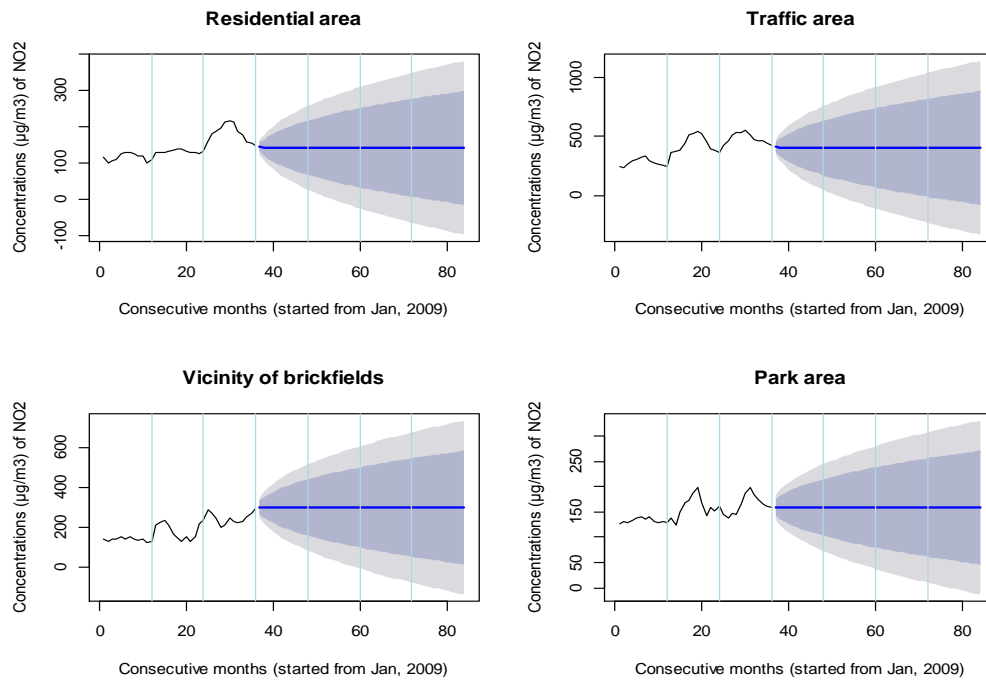 Residential area
Concentrations (µg/m3) of NO2
-100 0 100 300
0 20 40 60 80
Consecutive months (started from Jan, 2009)
Traffic area
Concentrations (µg/m3) of NO2
0 500 1000
0 20 40 60 80
Consecutive months (started from Jan, 2009)
Vicinity of brickfields
Concentrations (µg/m3) of NO2
0 200 400 600
0 20 40 60 80
Consecutive months (started from Jan, 2009)
Park area
Concentrations (µg/m3) of NO2
0 50 150 250
0 20 40 60 80
Consecutive months (started from Jan, 2009)